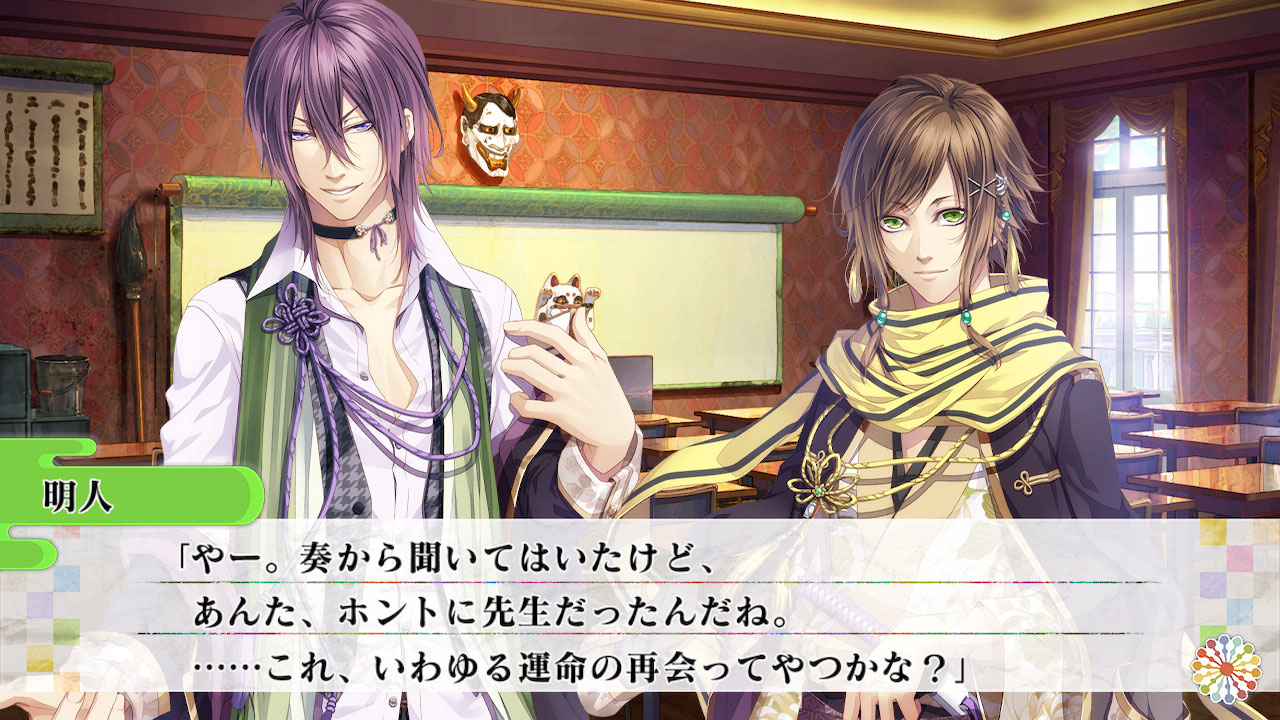 明人
「やー。奏から聞いてはいたけど、
あんた、ホントに先生だったんだね。
……これ、いわゆる運命の再会ってやつかな？」